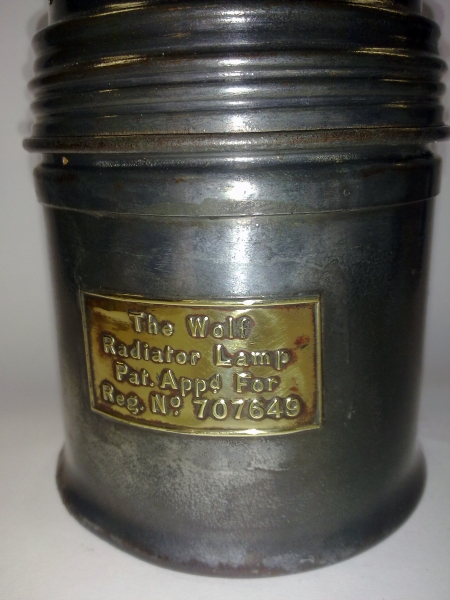 The Wolf
Radiator Lamp
Pat. Appd For
Reg. No 707649